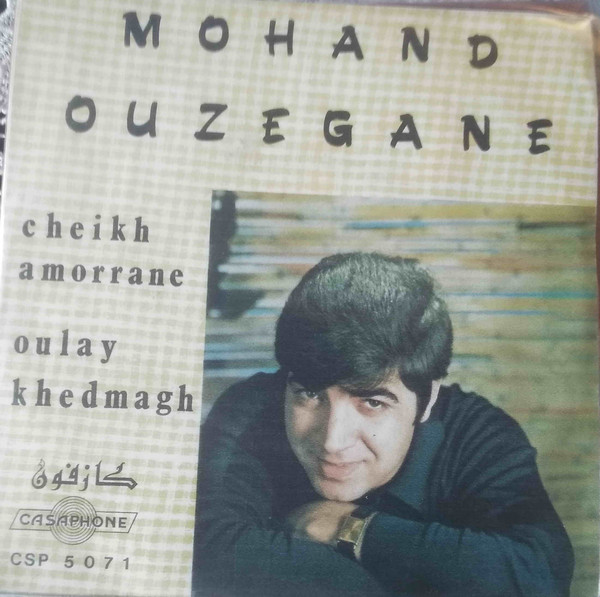 MOHAND
OUZEGANE
cheikh
amorrane
oulay
khedmagh
كازفون
CASAPHONE
CSP 5071